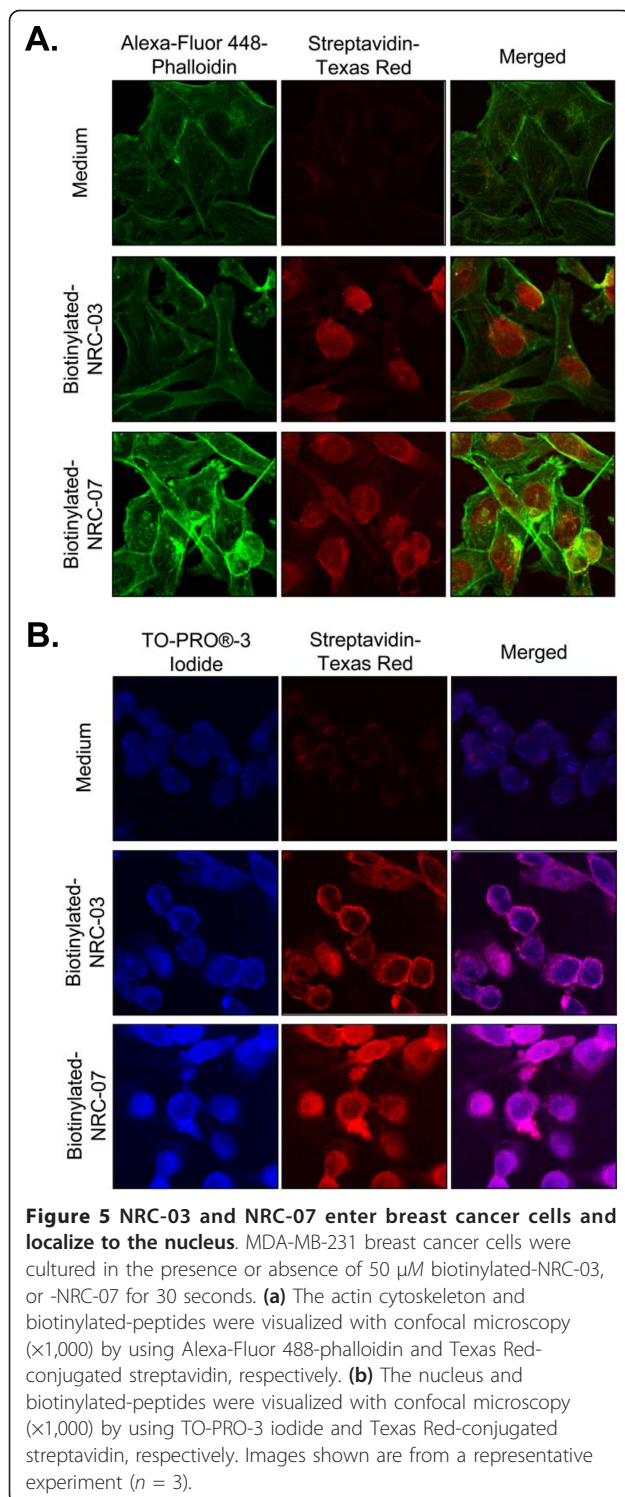 A.
Alexa-Fluor 448-
Phalloidin
Streptavidin-
Texas Red
Merged
Medium
Biotinylated-
NRC-03
Biotinylated-
NRC-07
B.
TO-PRO®-3
Iodide
Streptavidin-
Texas Red
Merged
Medium
Biotinylated-
NRC-03
Biotinylated-
NRC-07
Figure 5 NRC-03 and NRC-07 enter breast cancer cells and
localize to the nucleus. MDA-MB-231 breast cancer cells were
cultured in the presence or absence of 50 μM biotinylated-NRC-03,
or -NRC-07 for 30 seconds. (a) The actin cytoskeleton and
biotinylated-peptides were visualized with confocal microscopy
(×1,000) by using Alexa-Fluor 488-phalloidin and Texas Red-
conjugated streptavidin, respectively. (b) The nucleus and
biotinylated-peptides were visualized with confocal microscopy
(×1,000) by using TO-PRO-3 iodide and Texas Red-conjugated
streptavidin, respectively. Images shown are from a representative
experiment (n = 3).